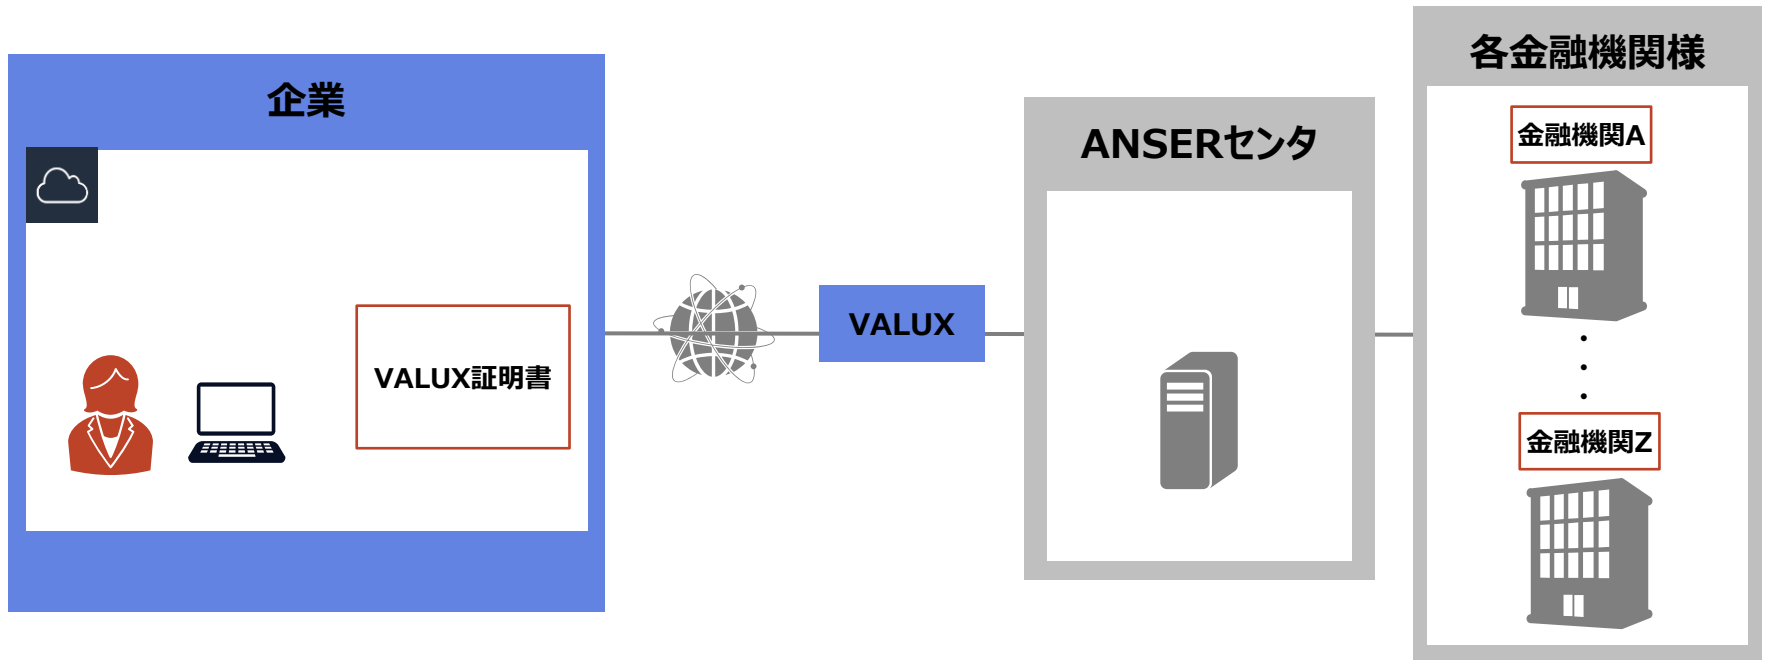 企業
VALUX証明書
VALUX
ANSERセンタ
各金融機関様
金融機関A
・
・
・
金融機関Z